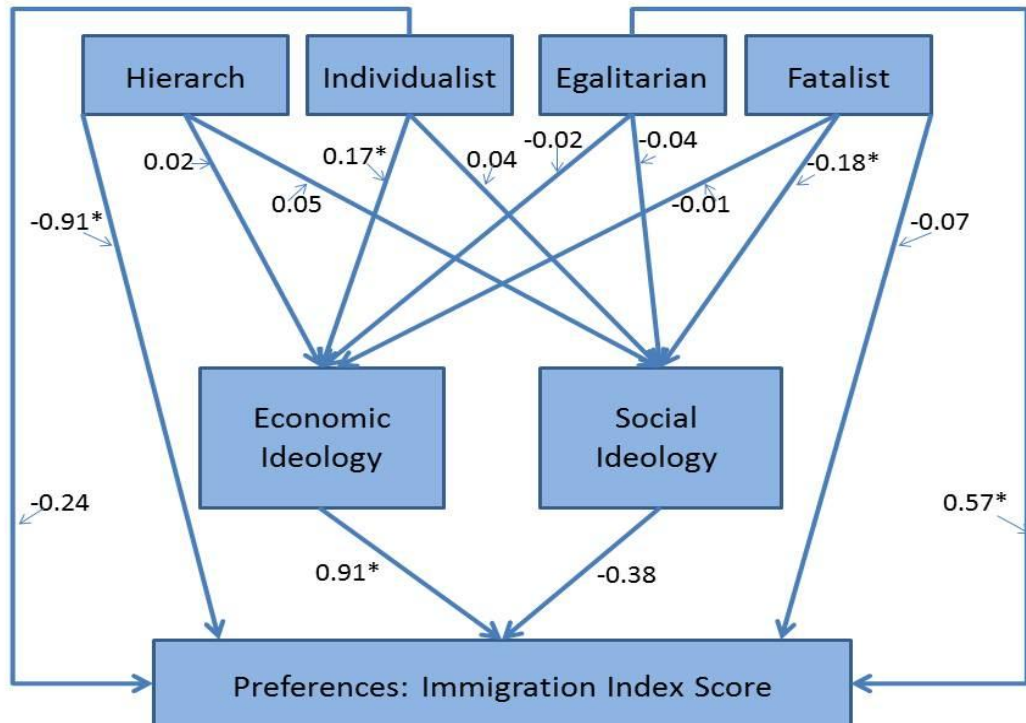 Hierarch
Individualist
Egalitarian
Fatalist
0.02
0.17*
0.04
-0.02
-0.04
-0.18*
0.05
-0.01
-0.91*
-0.07
Economic
Ideology
Social
Ideology
-0.24
0.57*
0.91*
-0.38
Preferences: Immigration Index Score